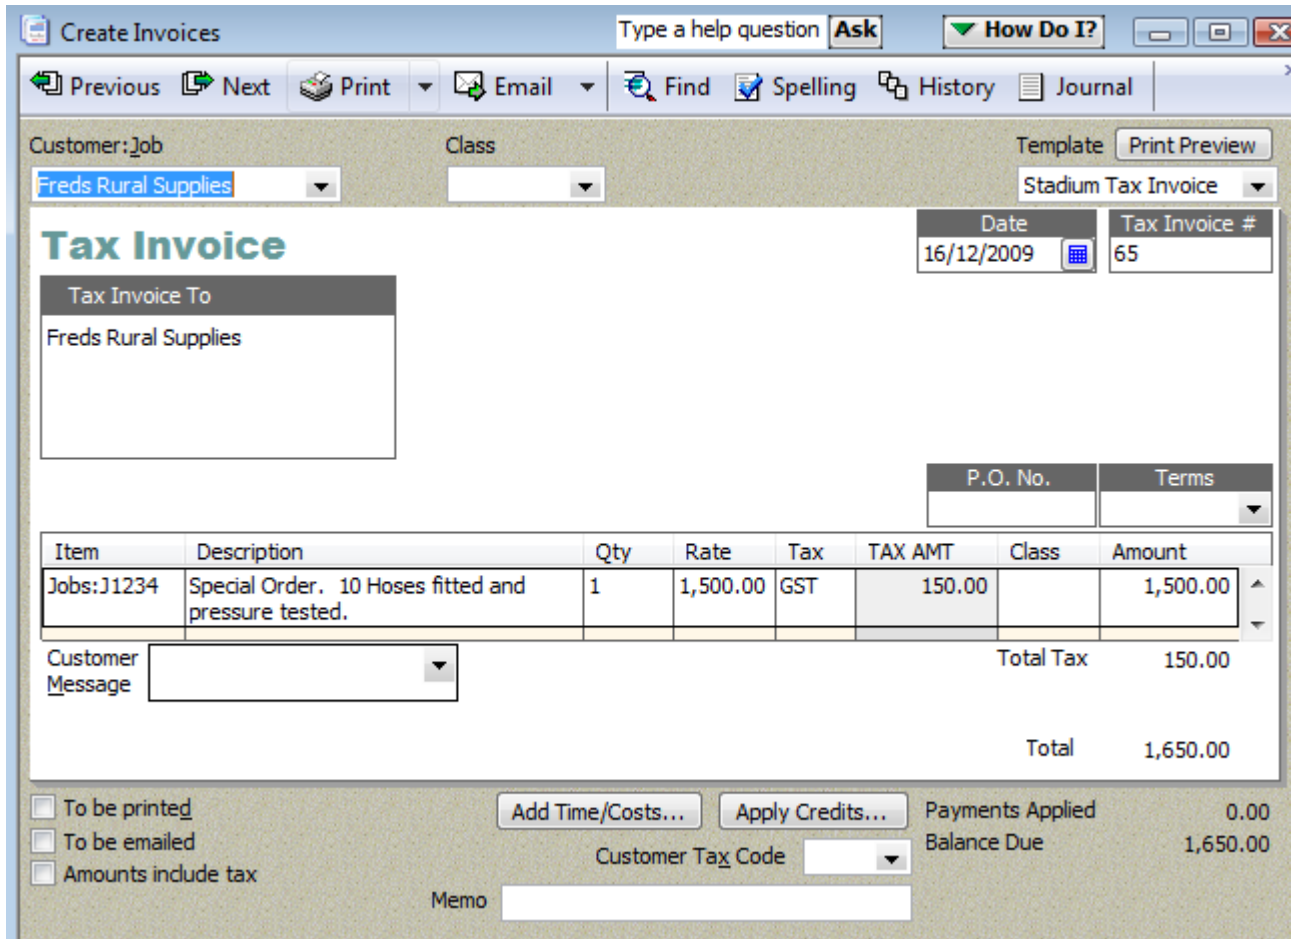 Create Invoices
Type a help question Ask How Do I?
Previous Next Print Email Find Spelling History Journal
Customer:Job Class Template Print Preview
Freds Rural Supplies Stadium Tax Invoice
Tax Invoice
Date Tax Invoice #
16/12/2009 65
Tax Invoice To
Freds Rural Supplies
P.O. No. Terms
Item Description Qty Rate Tax TAX AMT Class Amount
Jobs:J1234 Special Order. 10 Hoses fitted and 1 1,500.00 GST 150.00 1,500.00
pressure tested.
Customer Total Tax 150.00
Message
Total 1,650.00
To be printed Add Time/Costs... Apply Credits... Payments Applied 0.00
To be emailed Customer Tax Code Balance Due 1,650.00
Amounts include tax
Memo